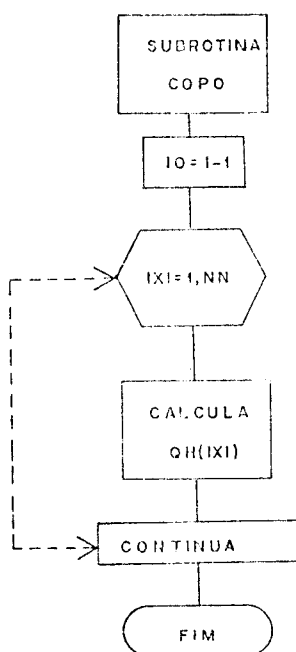 SUBROTINA
COPO
IO=I-1
IXI=1,NN
CALCULA
QH(IXI)
CONTINUA
FIM